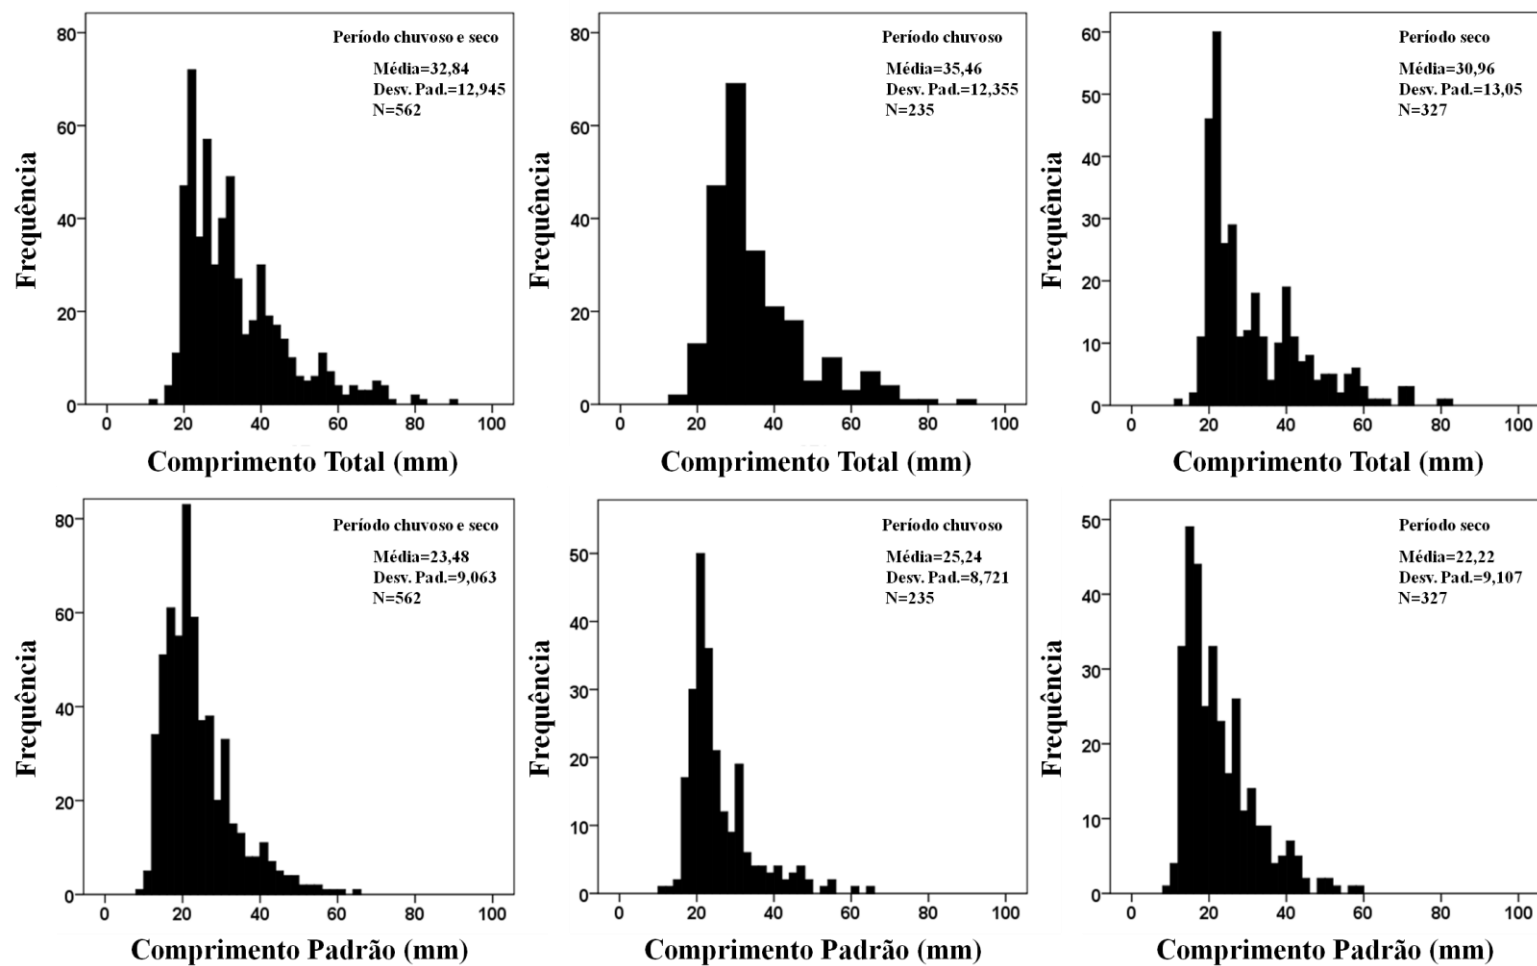 Período chuvoso e seco
Média=32,84
Desv. Pad.=12,945
N=562
80
60
40
20
0
0 20 40 60 80 100
Frequência
Comprimento Total (mm)
Período chuvoso
Média=35,46
Desv. Pad.=12,355
N=235
80
60
40
20
0
0 20 40 60 80 100
Frequência
Comprimento Total (mm)
Período seco
Média=30,96
Desv. Pad.=13,05
N=327
60
50
40
30
20
10
0
0 20 40 60 80 100
Frequência
Comprimento Total (mm)
Período chuvoso e seco
Média=23,48
Desv. Pad.=9,063
N=562
80
60
40
20
0
0 20 40 60 80 100
Frequência
Comprimento Padrão (mm)
Período chuvoso
Média=25,24
Desv. Pad.=8,721
N=235
50
40
30
20
10
0
0 20 40 60 80 100
Frequência
Comprimento Padrão (mm)
Período seco
Média=22,22
Desv. Pad.=9,107
N=327
50
40
30
20
10
0
0 20 40 60 80 100
Frequência
Comprimento Padrão (mm)